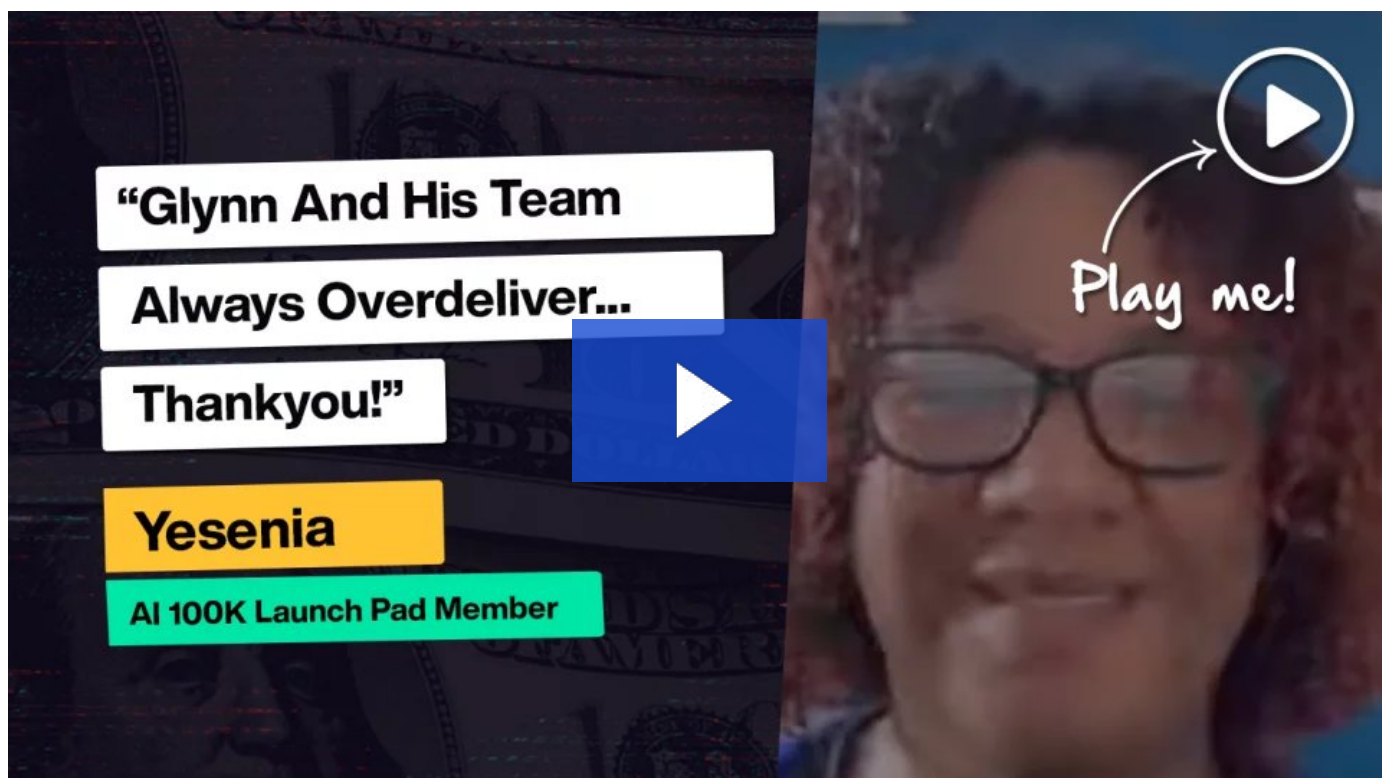 “Glynn And His Team
Always Overdeliver...
Thankyou!”
Yesenia
AI 100K Launch Pad Member
Play me!